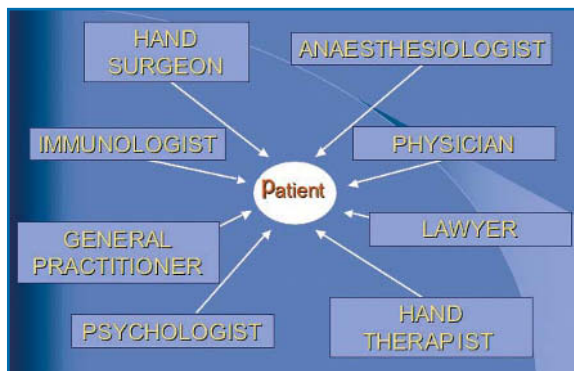 HAND
SURGEON
ANAESTHESIOLOGIST
IMMUNOLOGIST
PHYSICIAN
Patient
GENERAL
PRACTITIONER
LAWYER
PSYCHOLOGIST
HAND
THERAPIST